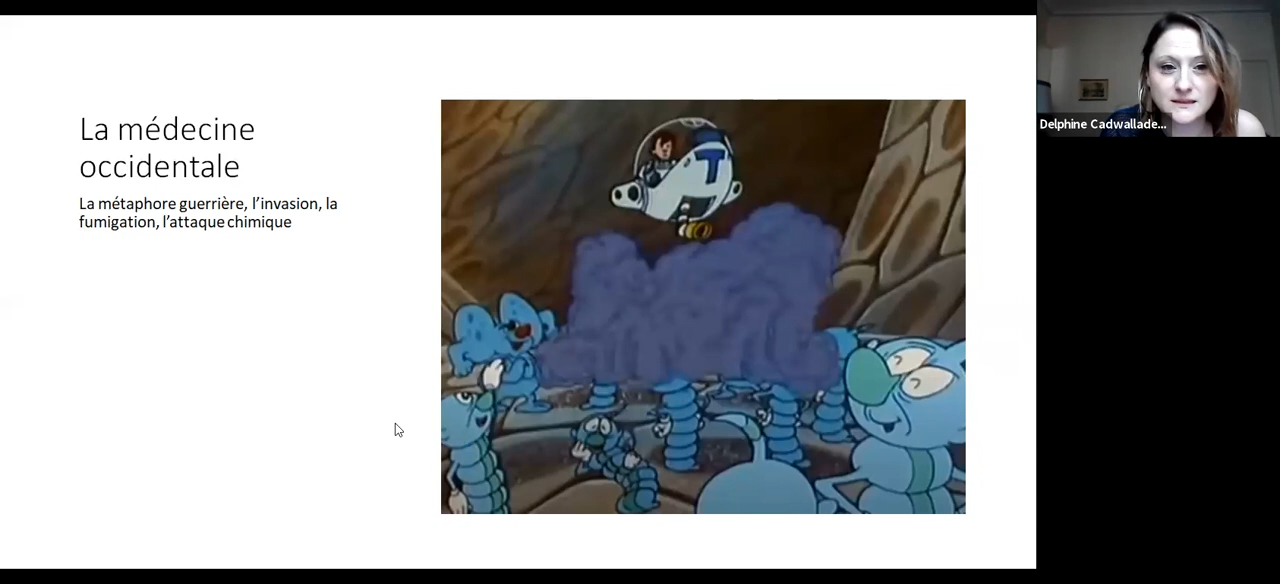 La médecine
occidentale
La métaphore guerrière, l’invasion, la
fumigation, l’attaque chimique
T
Delphine Cadwallade...